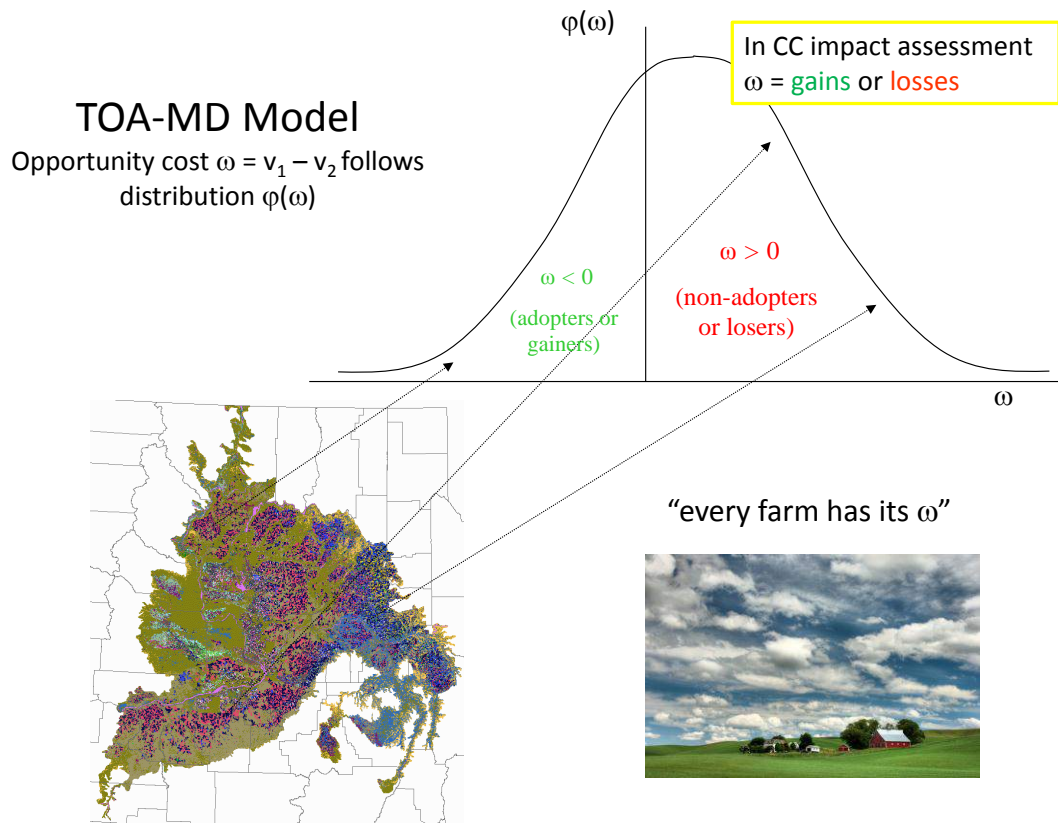 φ(ω)
In CC impact assessment
ω = gains or losses
TOA-MD Model
Opportunity cost ω = v₁ – v₂ follows
distribution φ(ω)
ω < 0
(adopters or
gainers)
ω > 0
(non-adopters
or losers)
ω
“every farm has its ω”